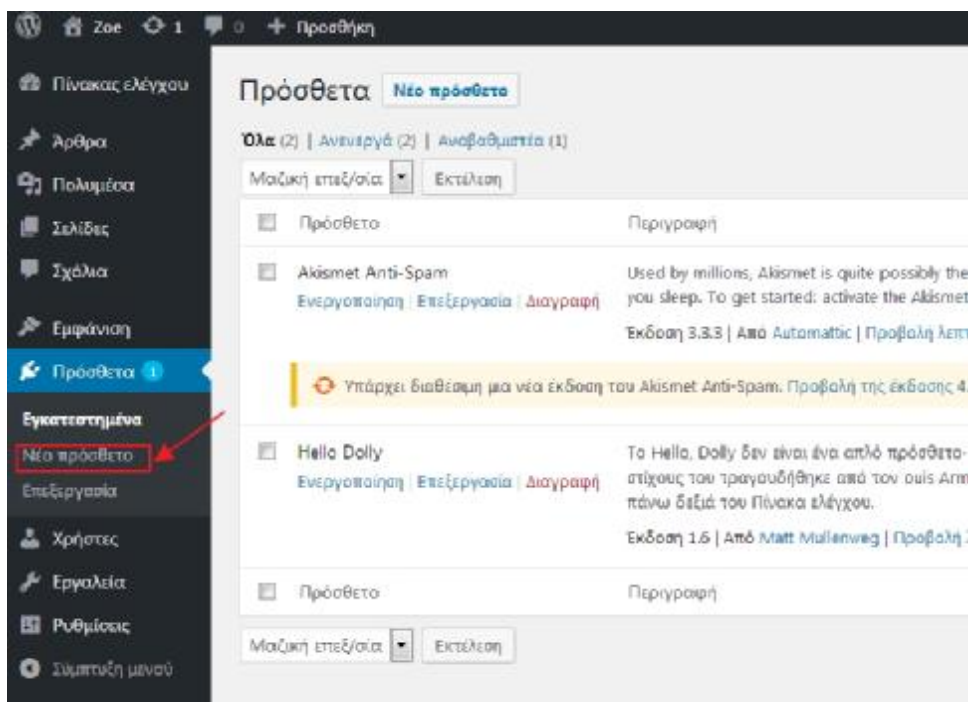 Zoe 1 0 + Προσθήκη
Πίνακας ελέγχου
Άρθρα
Πολυμέσα
Σελίδες
Σχόλια
Εμφάνιση
Πρόσθετα 1
Εγκατεστημένα
Νέο πρόσθετο
Επεξεργασία
Χρήστες
Εργαλεία
Ρυθμίσεις
Σύμπτυξη μενού
Πρόσθετα Νέο πρόσθετο
Όλα (2) | Ανενεργά (2) | Αναβαθμιστέα (1)
Μαζική επεξ/σία Εκτέλεση
Πρόσθετο Περιγραφή
Akismet Anti-Spam Used by millions, Akismet is quite possibly the
Ενεργοποίηση | Επεξεργασία | Διαγραφή you sleep. To get started: activate the Akismet
Έκδοση 3.3.3 | Από Automattic | Προβολή λεπτ
Υπάρχει διαθέσιμη μια νέα έκδοση του Akismet Anti-Spam. Προβολή της έκδοσης 4.
Hello Dolly Το Hello, Dolly δεν είναι ένα απλό πρόσθετο-
Ενεργοποίηση | Επεξεργασία | Διαγραφή στίχους του τραγουδήθηκε από τον ouis Arm
πάνω δεξιά του Πίνακα ελέγχου.
Έκδοση 1.6 | Από Matt Mullenweg | Προβολή
Πρόσθετο Περιγραφή
Μαζική επεξ/σία Εκτέλεση